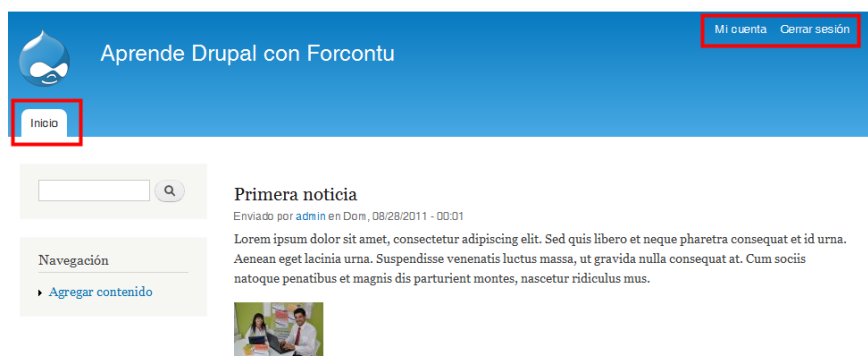 Mi cuenta Cerrar sesión
Aprende Drupal con Forcontu
Inicio
Primera noticia
Enviado por admin en Dom, 08/28/2011 - 00:01
Lorem ipsum dolor sit amet, consectetur adipiscing elit. Sed quis libero et neque pharetra consequat et id urna.
Aenean eget lacinia urna. Suspendisse venenatis luctus massa, ut gravida nulla consequat at. Cum sociis
natoque penatibus et magnis dis parturient montes, nascetur ridiculus mus.
Navegación
Agregar contenido